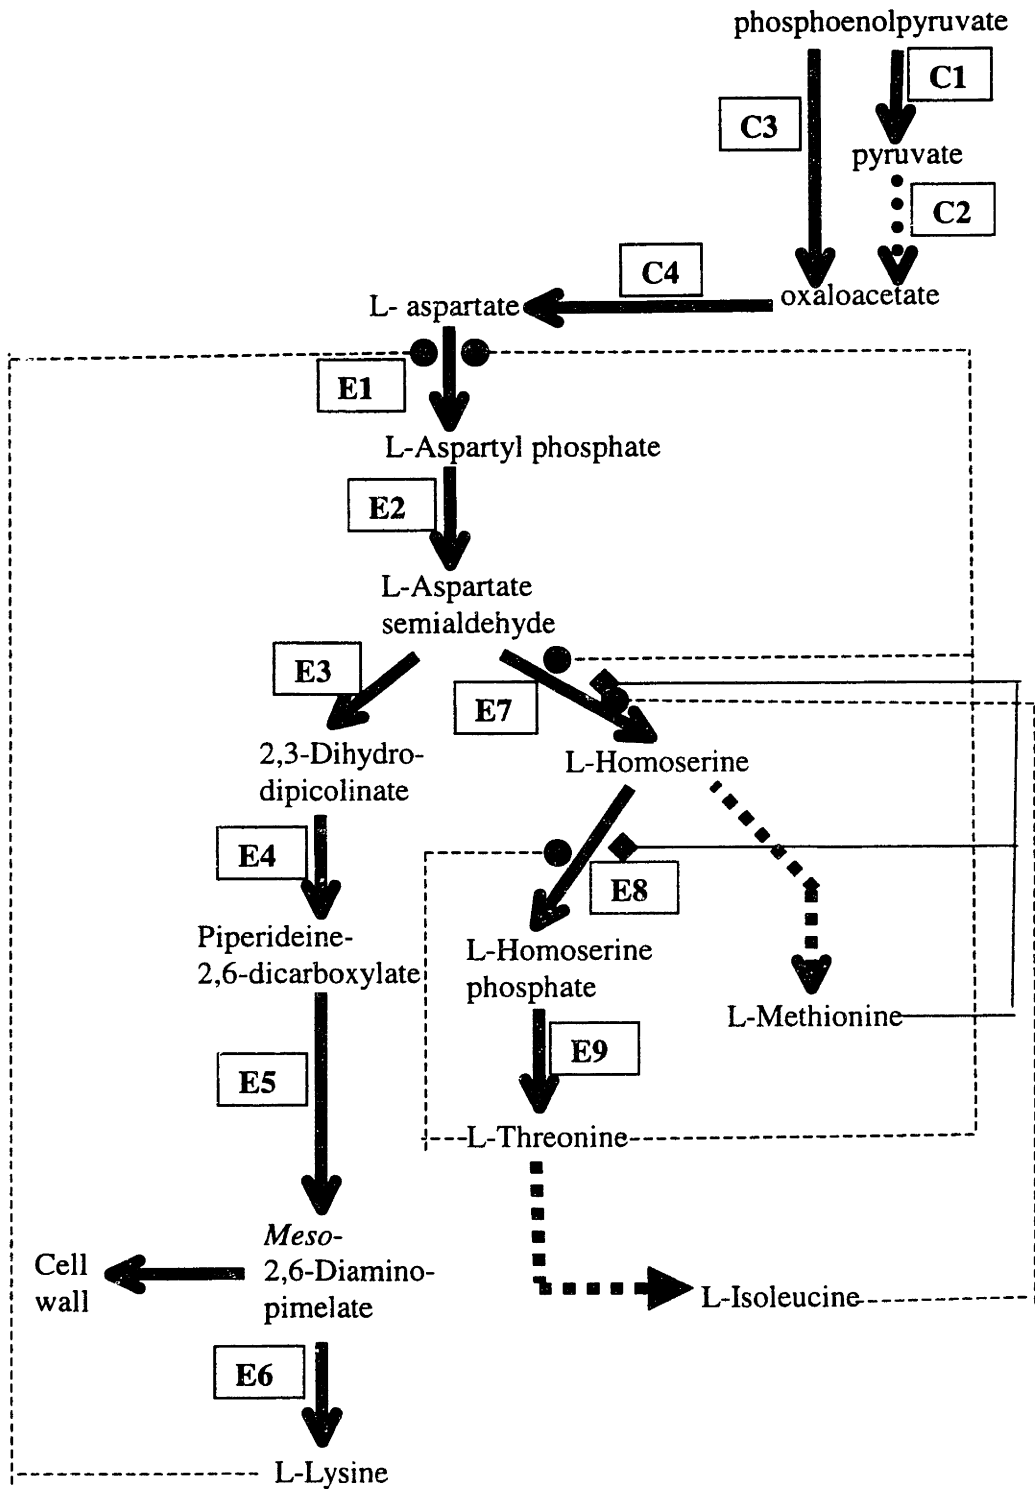 phosphoenolpyruvate
C1
C3
pyruvate
C2
C4
oxaloacetate
L- aspartate
E1
L-Aspartyl phosphate
E2
L-Aspartate
semialdehyde
E3
E7
2,3-Dihydro-
dipicolinate
L-Homoserine
E4
E8
Piperideine-
2,6-dicarboxylate
L-Homoserine
phosphate
L-Methionine
E9
E5
L-Threonine
Meso-
2,6-Diamino-
pimelate
Cell
wall
L-Isoleucine
E6
L-Lysine